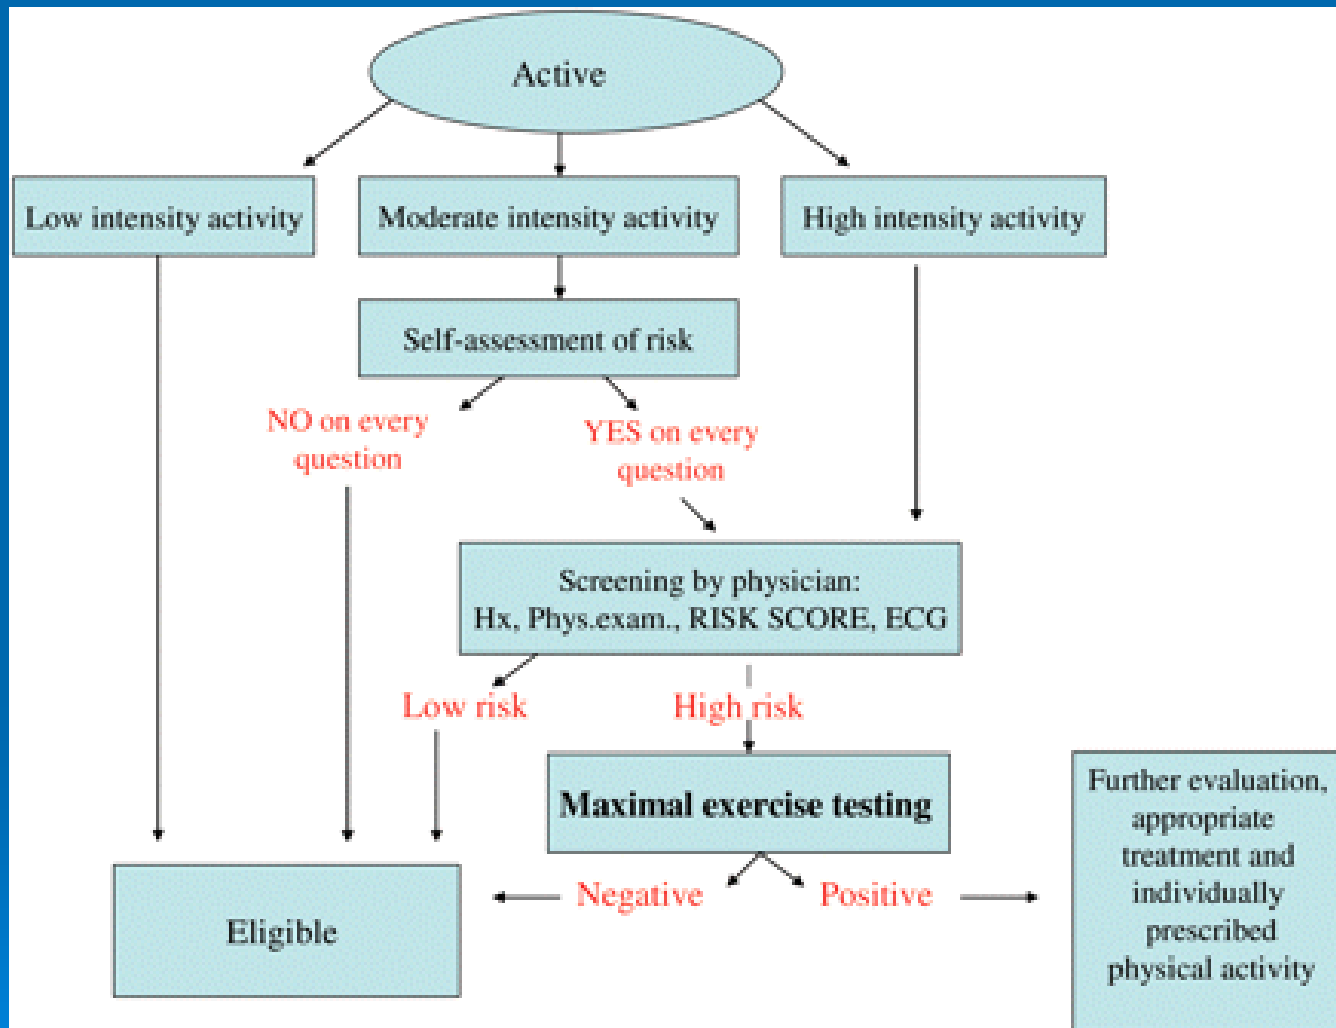 Active
Low intensity activity
Moderate intensity activity
High intensity activity
Self-assessment of risk
NO on every
question
YES on every
question
Screening by physician:
Hx, Phys.exam., RISK SCORE, ECG
Low risk
High risk
Maximal exercise testing
Negative
Positive
Eligible
Further evaluation,
appropriate
treatment and
individually
prescribed
physical activity